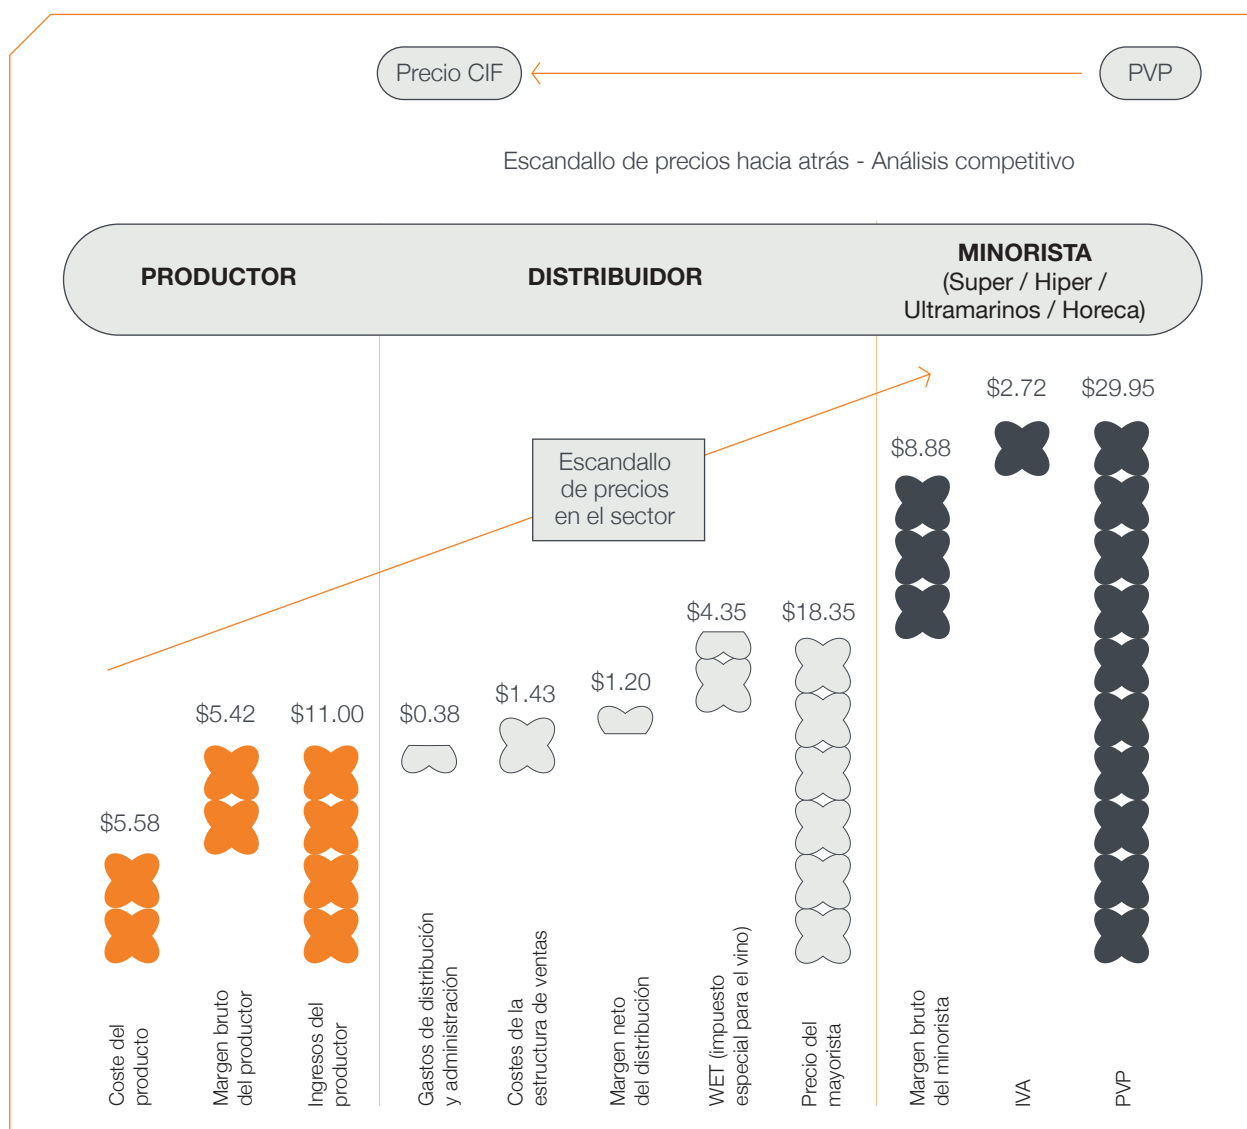 Precio CIF
PVP
Escandallo de precios hacia atrás - Análisis competitivo
PRODUCTOR
DISTRIBUIDOR
MINORISTA
(Super / Hiper /
Ultramarinos / Horeca)
Escandallo
de precios
en el sector
$5.58
$5.42
$11.00
$0.38
$1.43
$1.20
$4.35
$18.35
$8.88
$2.72
$29.95
Coste del
producto
Margen bruto
del productor
Ingresos del
productor
Gastos de distribución
y administración
Costes de la
estructura de ventas
Margen neto
del distribución
WET (impuesto
especial para el vino)
Precio del
mayorista
Margen bruto
del minorista
IVA
PVP